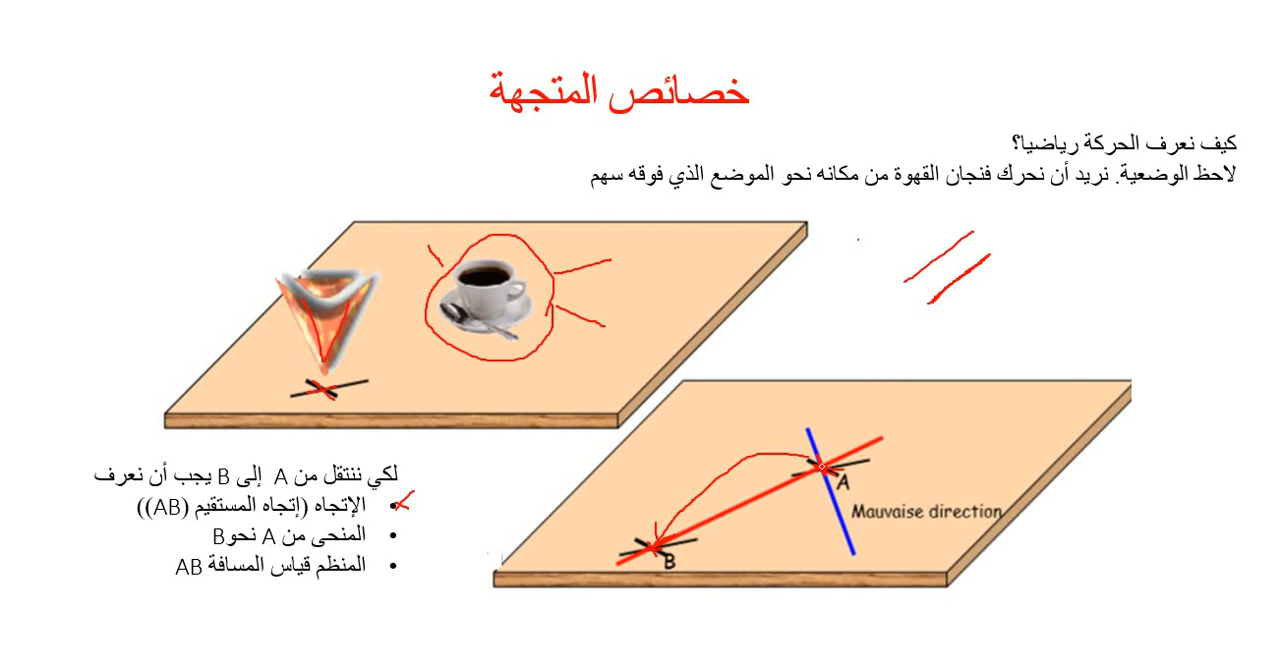 خصائص المتجهة
كيف نعرف الحركة رياضيا؟
لاحظ الوضعية. نريد أن نحرك فنجان القهوة من مكانه نحو الموضع الذي فوقه سهم
لكي ننتقل من A إلى B يجب أن نعرف
• الإتجاه (إتجاه المستقيم (AB))
• المنحى من A نحوB
• المنظم قياس المسافة AB
A
Mauvaise direction
B